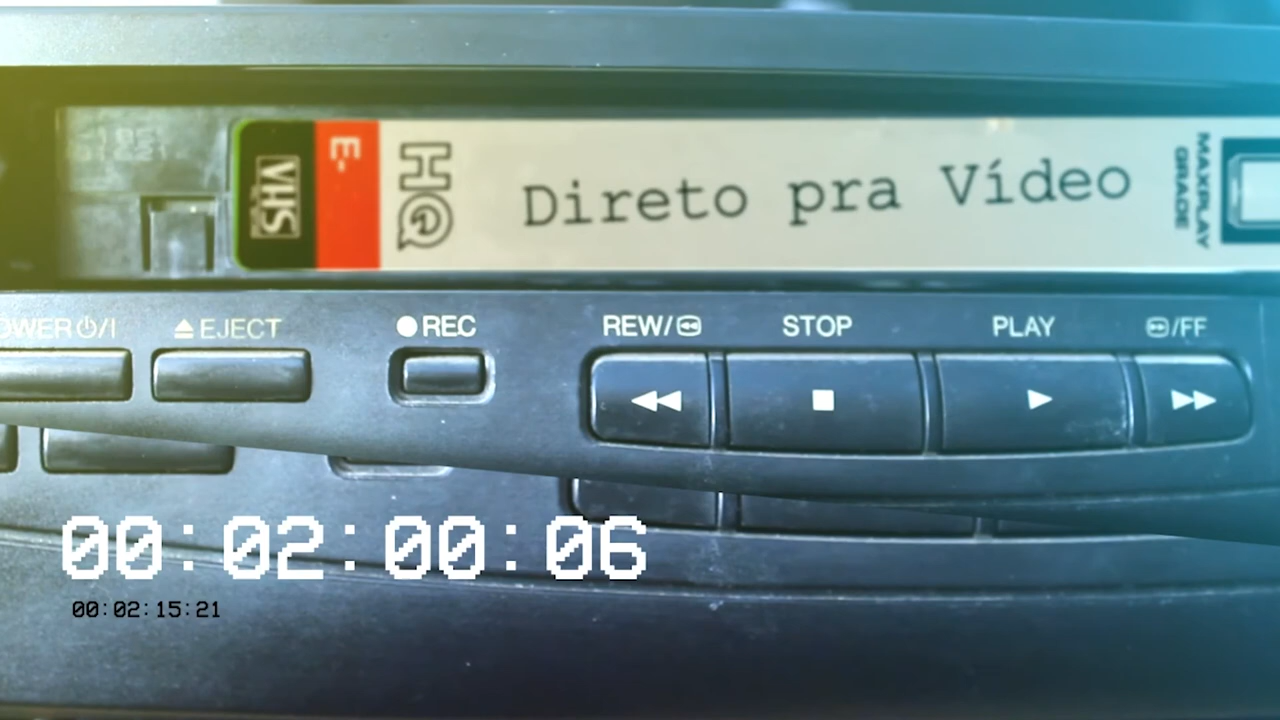 VHS
E-
HQ
Direto pra Vídeo
MAXPLAY
GRADE
OWER⏻/I
⏏EJECT
●REC
REW/
STOP
PLAY
/FF
00:02:00:06
00:02:15:21